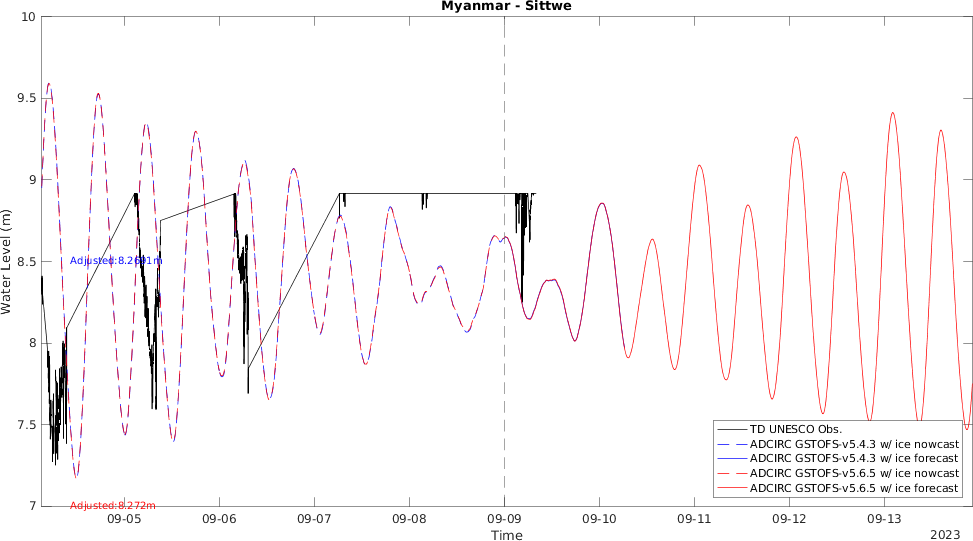 Myanmar - Sittwe
10
9.5
9
8.5
8
7.5
7
Water Level (m)
Adjusted:8.2691m
Adjusted:8.272m
TD UNESCO Obs.
ADCIRC GSTOFS-v5.4.3 w/ ice nowcast
ADCIRC GSTOFS-v5.4.3 w/ ice forecast
ADCIRC GSTOFS-v5.6.5 w/ ice nowcast
ADCIRC GSTOFS-v5.6.5 w/ ice forecast
09-05 09-06 09-07 09-08 09-09 09-10 09-11 09-12 09-13
Time
2023